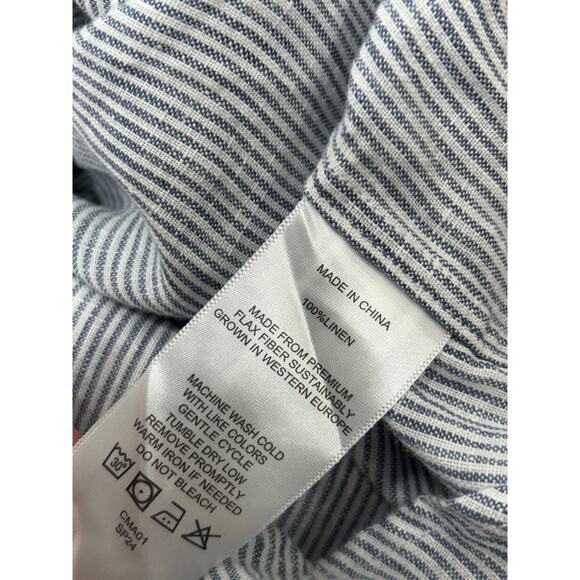 MADE IN CHINA
100%LINEN
MADE FROM PREMIUM
FLAX FIBER SUSTAINABLY
GROWN IN WESTERN EUROPE
MACHINE WASH COLD
WITH LIKE COLORS
GENTLE CYCLE
TUMBLE DRY LOW
REMOVE PROMPTLY
WARM IRON IF NEEDED
DO NOT BLEACH
30°
CMA01
SP24